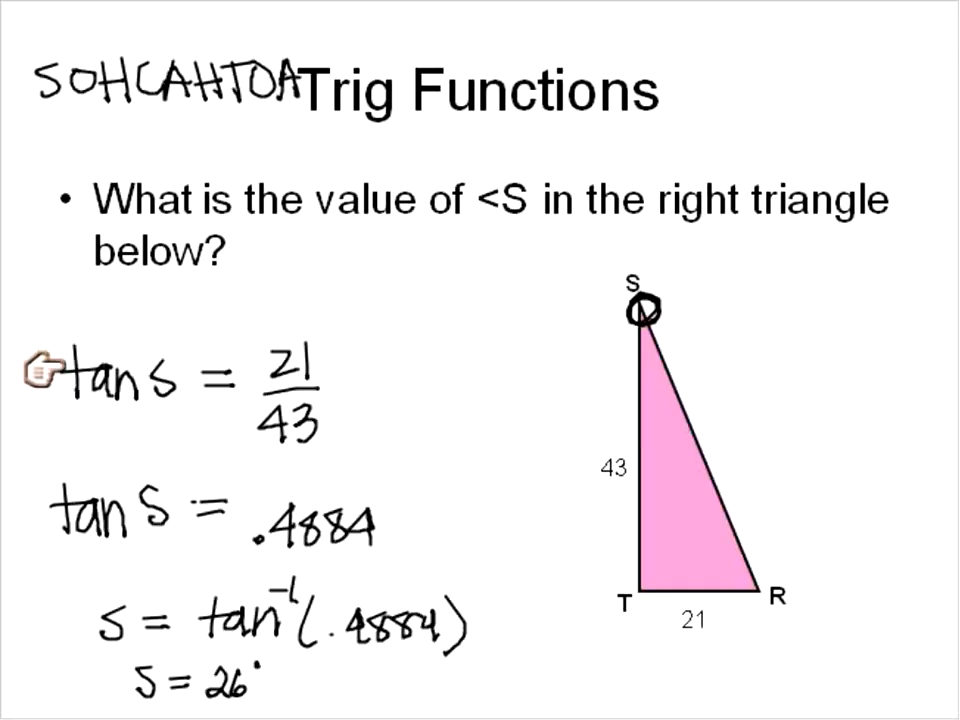 SOHCAHTOA Trig Functions
• What is the value of <S in the right triangle
below?
S
tan s = 21/43
43
tan S = .4884
T
R
21
s = tan⁻¹(.4884)
S = 26°